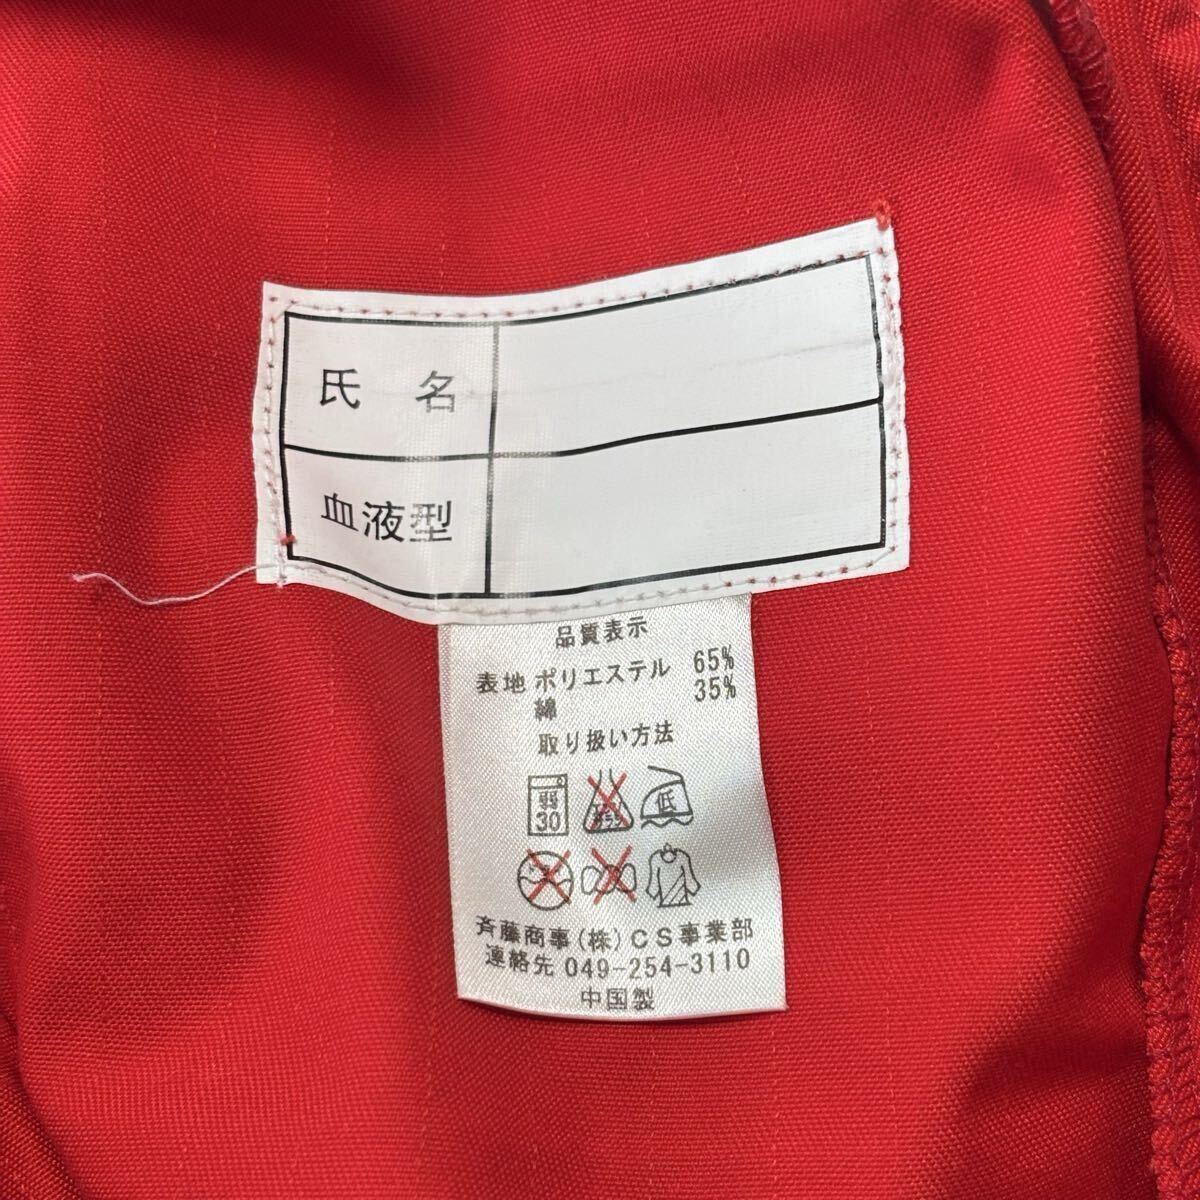 氏 名
血液型
品質表示
表地 ポリエステル 65%
綿 35%
取り扱い方法
弱
30
低
斉藤商事(株)CS事業部
連絡先 049-254-3110
中国製